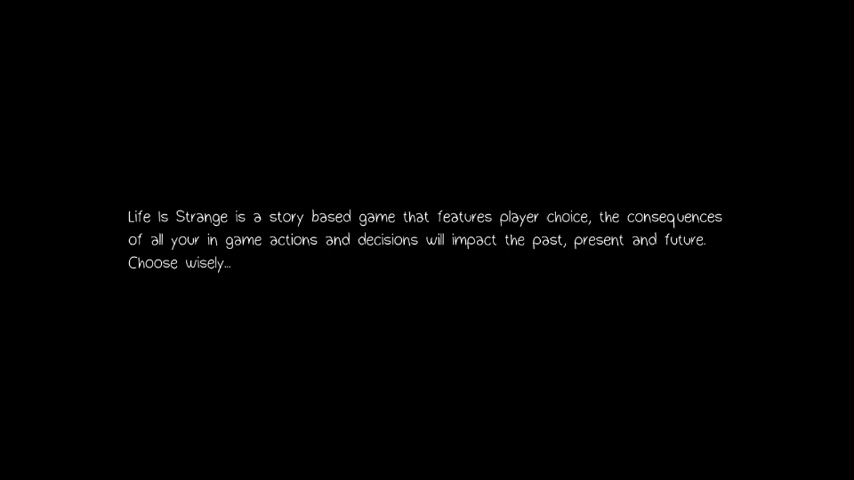 Life Is Strange is a story based game that features player choice, the consequences
of all your in game actions and decisions will impact the past, present and future.
Choose wisely...